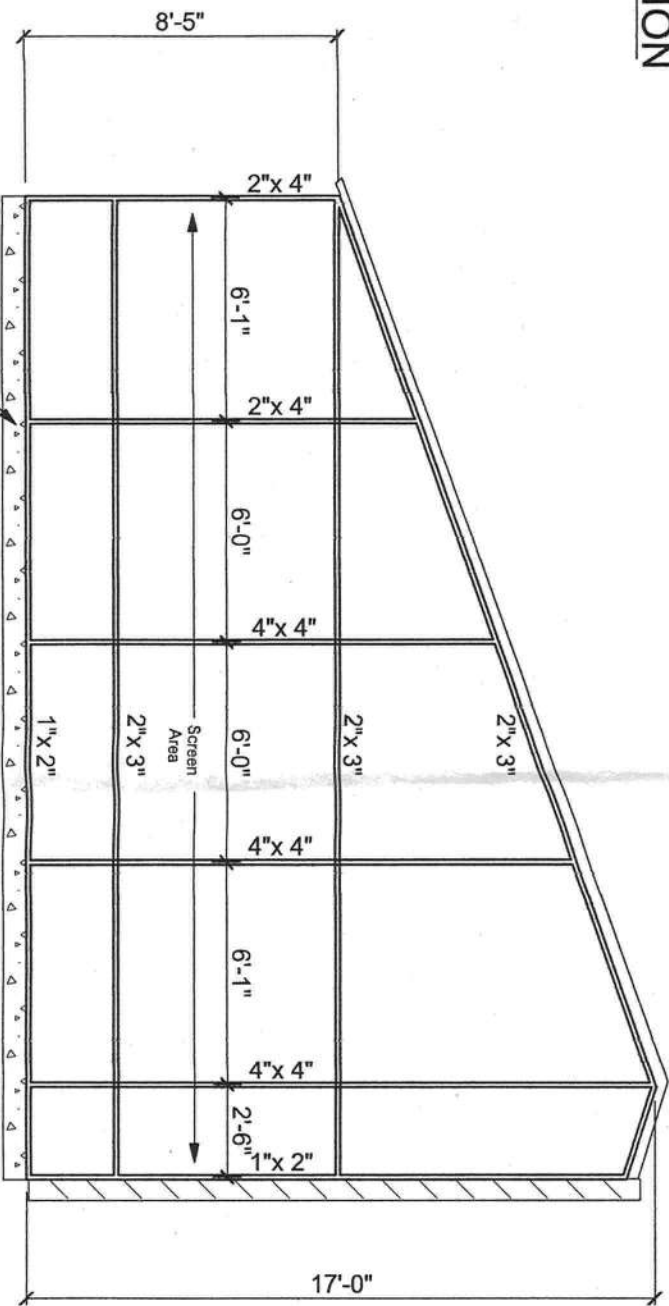 ION
8'-5"
2"x 4"
6'-1"
2"x 4"
6'-0"
4"x 4"
1"x 2"
2"x 3"
Screen
Area
6'-0"
2"x 3"
2"x 3"
4"x 4"
6'-1"
4"x 4"
2'-6"
1"x 2"
17'-0"